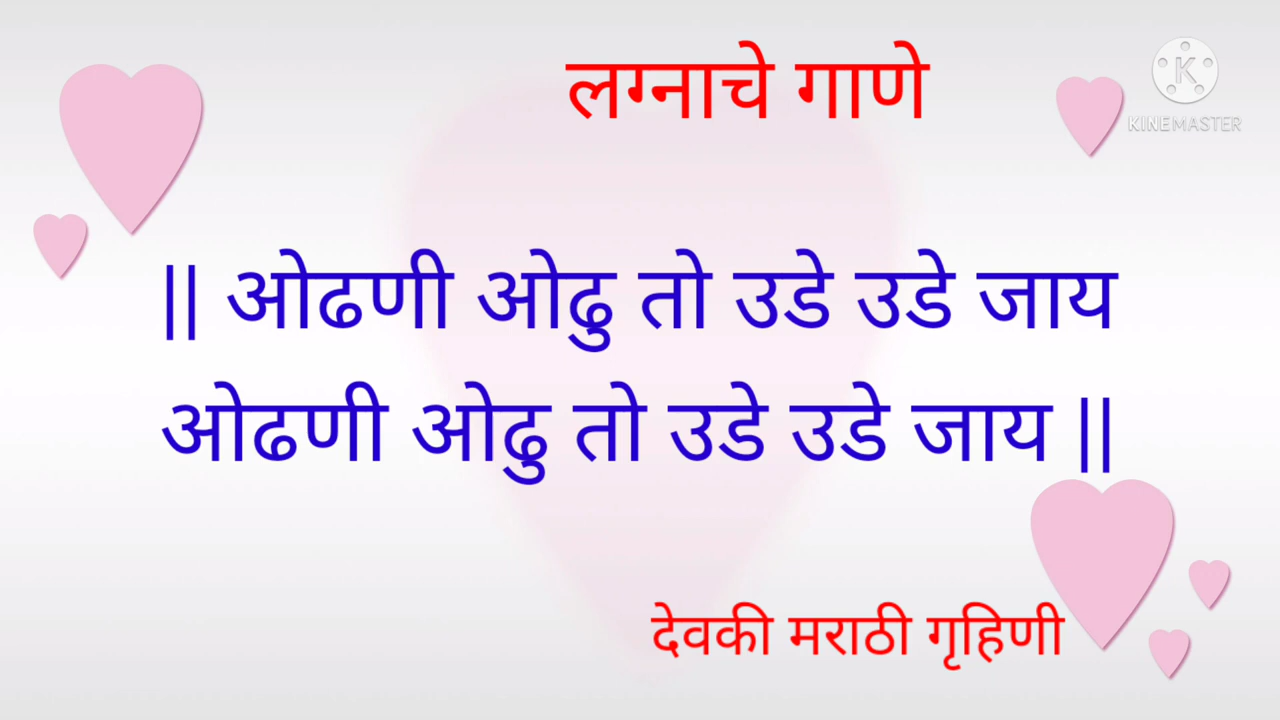 लग्नाचे गाणे
KINEMASTER
|| ओढणी ओढु तो उडे उडे जाय
ओढणी ओढु तो उडे उडे जाय ||
देवकी मराठी गृहिणी